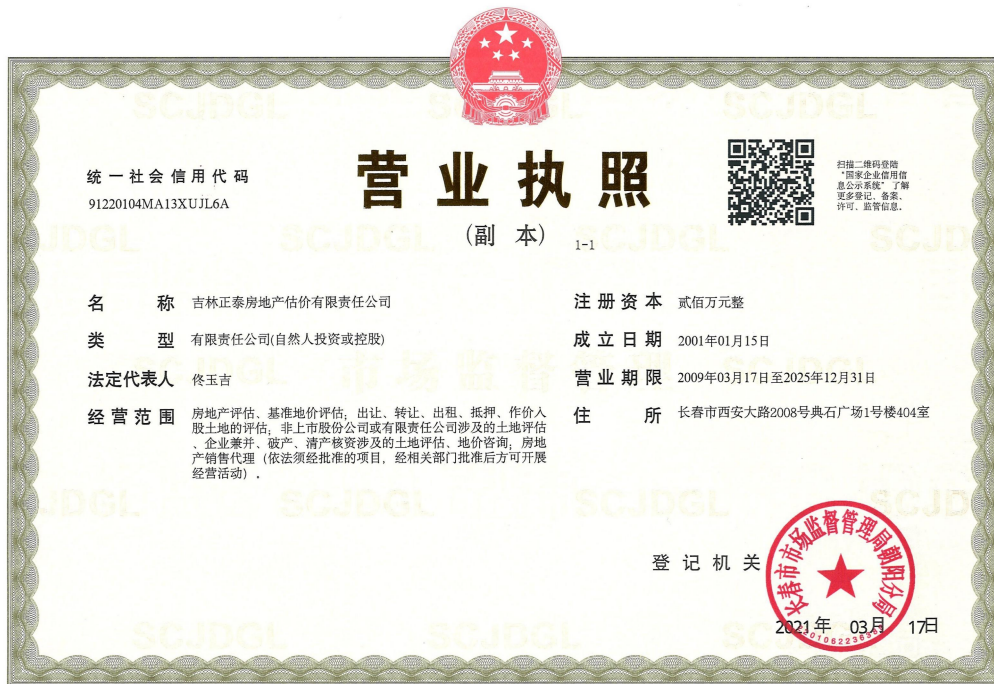 营业执照
(副 本)
1-1
统一社会信用代码
91220104MA13XUJL6A
扫描二维码登陆
“国家企业信用信
息公示系统”了解
更多登记、备案、
许可、监管信息。
名 称 吉林正泰房地产估价有限责任公司
类 型 有限责任公司(自然人投资或控股)
法定代表人 佟玉吉
经营范围 房地产评估、基准地价评估；出让、转让、出租、抵押、作价入
股土地的评估；非上市股份公司或有限责任公司涉及的土地评估
、企业兼并、破产、清产核资涉及的土地评估、地价咨询；房地
产销售代理（依法须经批准的项目，经相关部门批准后方可开展
经营活动）。
注册资本 贰佰万元整
成立日期 2001年01月15日
营业期限 2009年03月17日至2025年12月31日
住 所 长春市西安大路2008号典石广场1号楼404室
登记机关
长春市市场监督管理局朝阳分局
2021年 03月 17日
SCJDGL
市场监督管理